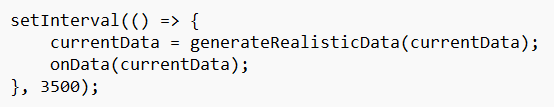 setInterval(() => {
    currentData = generateRealisticData(currentData);
    onData(currentData);
}, 3500);